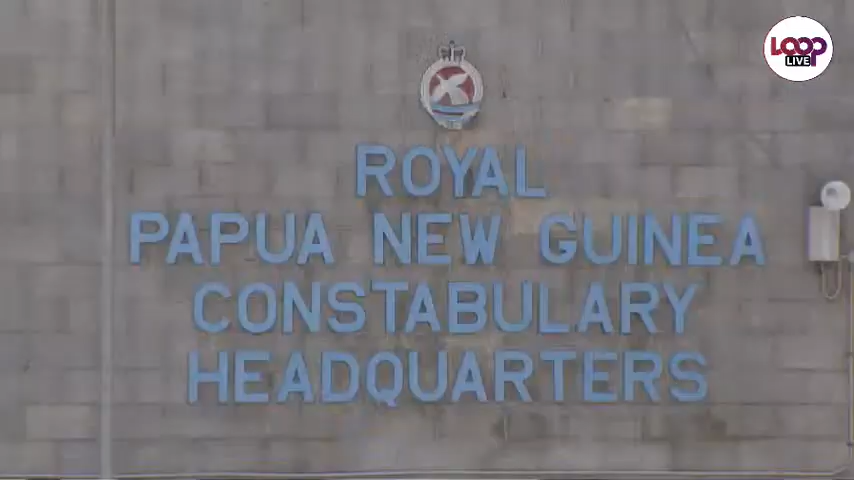 LOOP
LIVE
ROYAL
PAPUA NEW GUINEA
CONSTABULARY
HEADQUARTERS